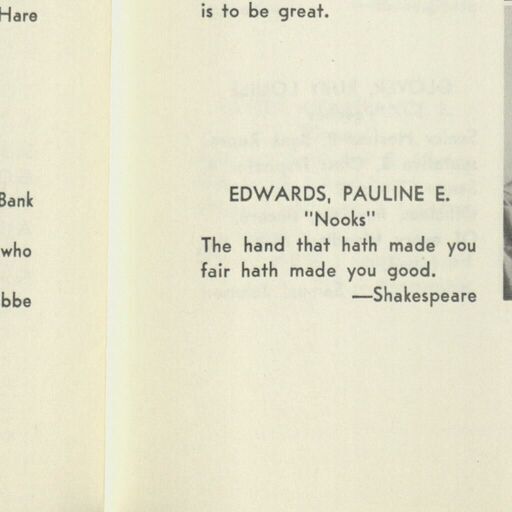 Hare
Bank
who
bbe
is to be great.
EDWARDS, PAULINE E.
"Nooks"
The hand that hath made you
fair hath made you good.
—Shakespeare